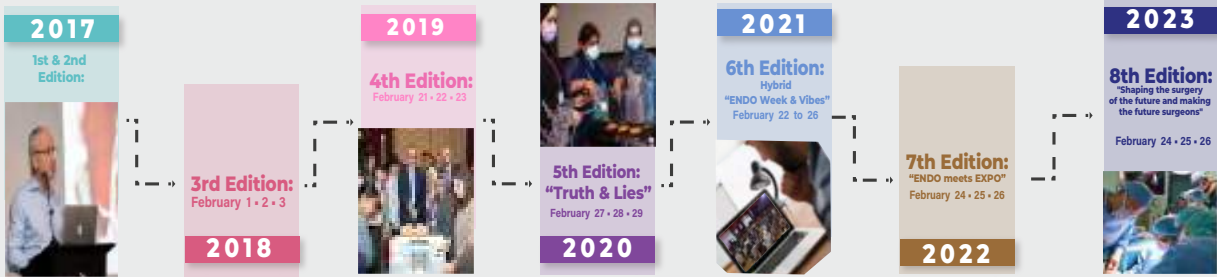 2017
1st & 2nd
Edition:
3rd Edition:
February 1 • 2 • 3
2018
2019
4th Edition:
February 21 • 22 • 23
5th Edition:
“Truth & Lies”
February 27 • 28 • 29
2020
2021
6th Edition:
Hybrid
“ENDO Week & Vibes”
February 22 to 26
7th Edition:
“ENDO meets EXPO”
February 24 • 25 • 26
2022
2023
8th Edition:
"Shaping the surgery
of the future and making
the future surgeons"
February 24 • 25 • 26